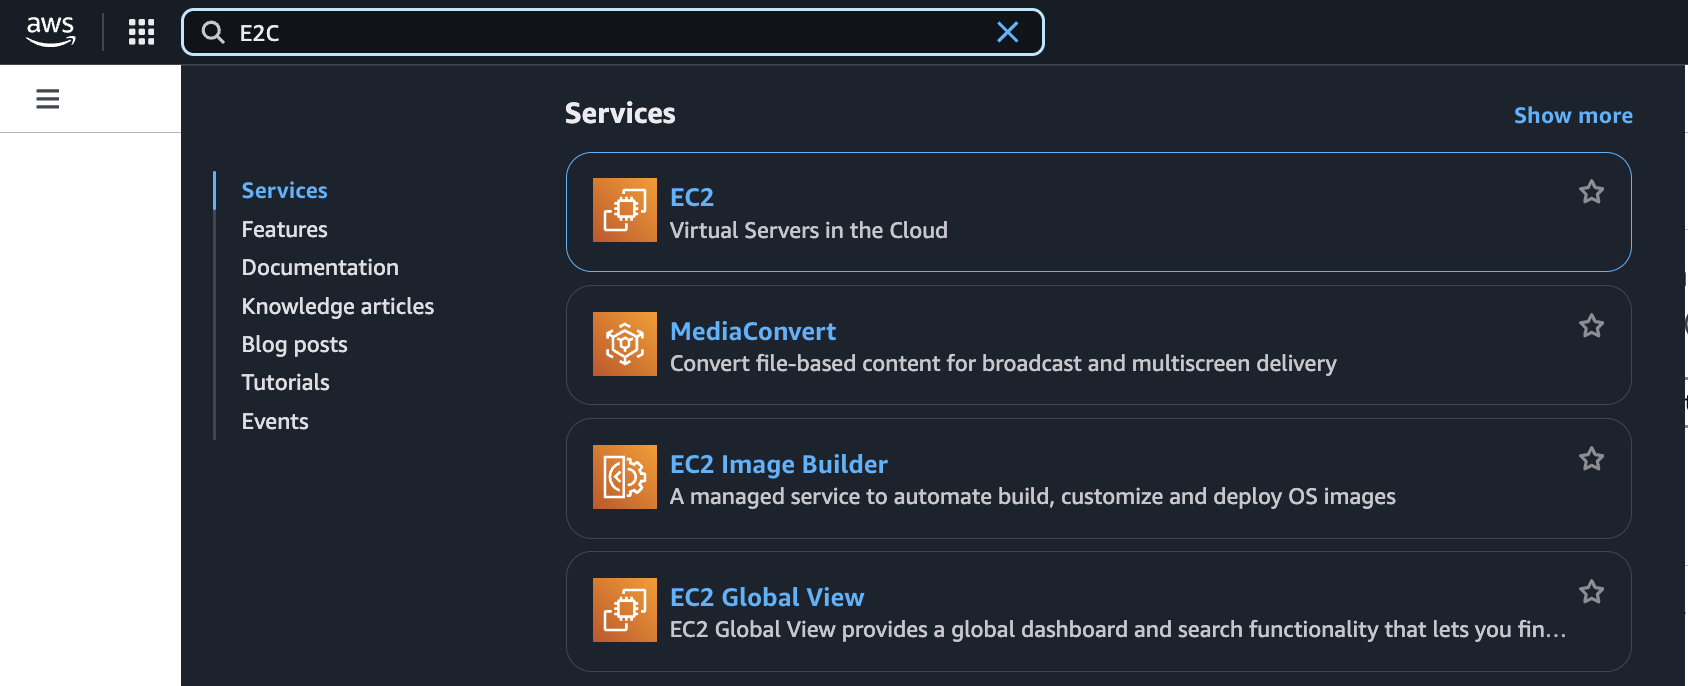 aws
E2C
Services
Features
Documentation
Knowledge articles
Blog posts
Tutorials
Events
Services
Show more
EC2
Virtual Servers in the Cloud
MediaConvert
Convert file-based content for broadcast and multiscreen delivery
EC2 Image Builder
A managed service to automate build, customize and deploy OS images
EC2 Global View
EC2 Global View provides a global dashboard and search functionality that lets you fin...